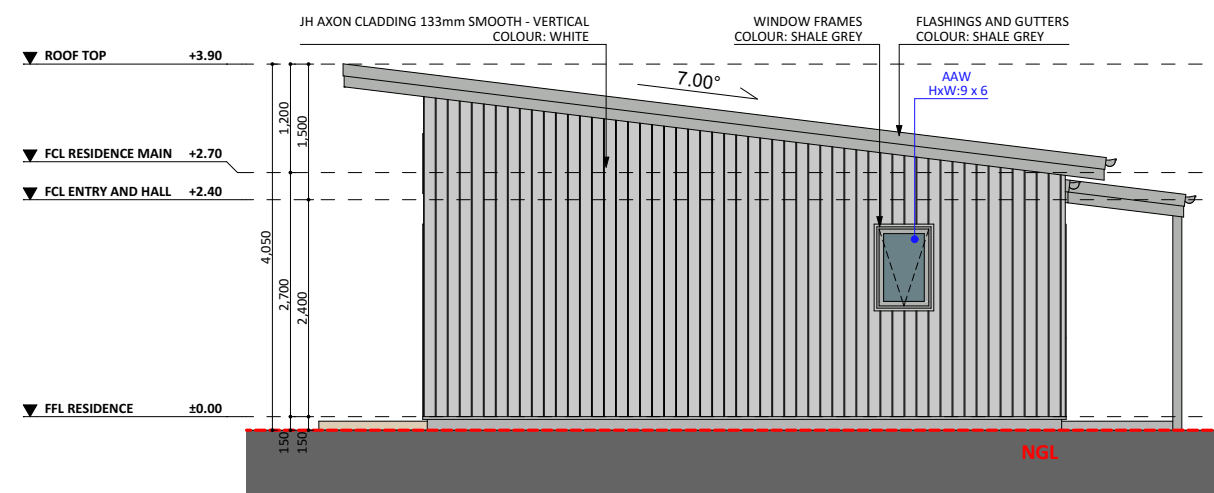 JH AXON CLADDING 133mm SMOOTH - VERTICAL
COLOUR: WHITE
WINDOW FRAMES
COLOUR: SHALE GREY
FLASHINGS AND GUTTERS
COLOUR: SHALE GREY
ROOF TOP +3.90
7.00°
AAW
HxW:9 x 6
1,200
1,500
FCL RESIDENCE MAIN +2.70
FCL ENTRY AND HALL +2.40
4,050
2,700
2,400
FFL RESIDENCE ±0.00
150
150
NGL